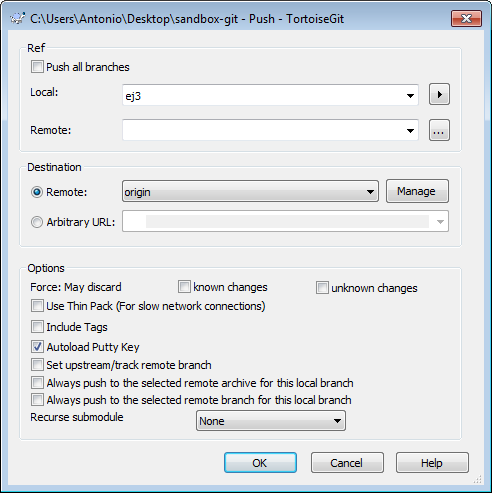 C:\Users\Antonio\Desktop\sandbox-git - Push - TortoiseGit
Ref
Push all branches
Local: ej3
Remote: ...
Destination
Remote: origin Manage
Arbitrary URL:
Options
Force: May discard known changes unknown changes
Use Thin Pack (For slow network connections)
Include Tags
Autoload Putty Key
Set upstream/track remote branch
Always push to the selected remote archive for this local branch
Always push to the selected remote branch for this local branch
Recurse submodule None
OK Cancel Help